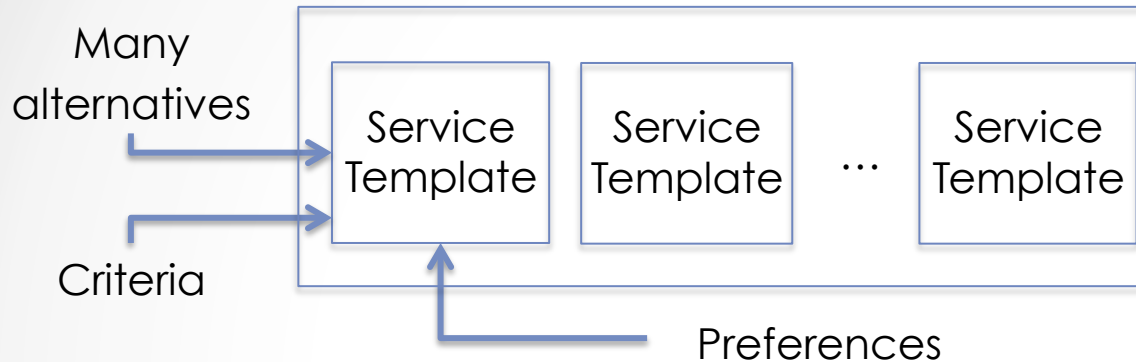 Many
alternatives
Service
Template
Service
Template
...
Service
Template
Criteria
Preferences